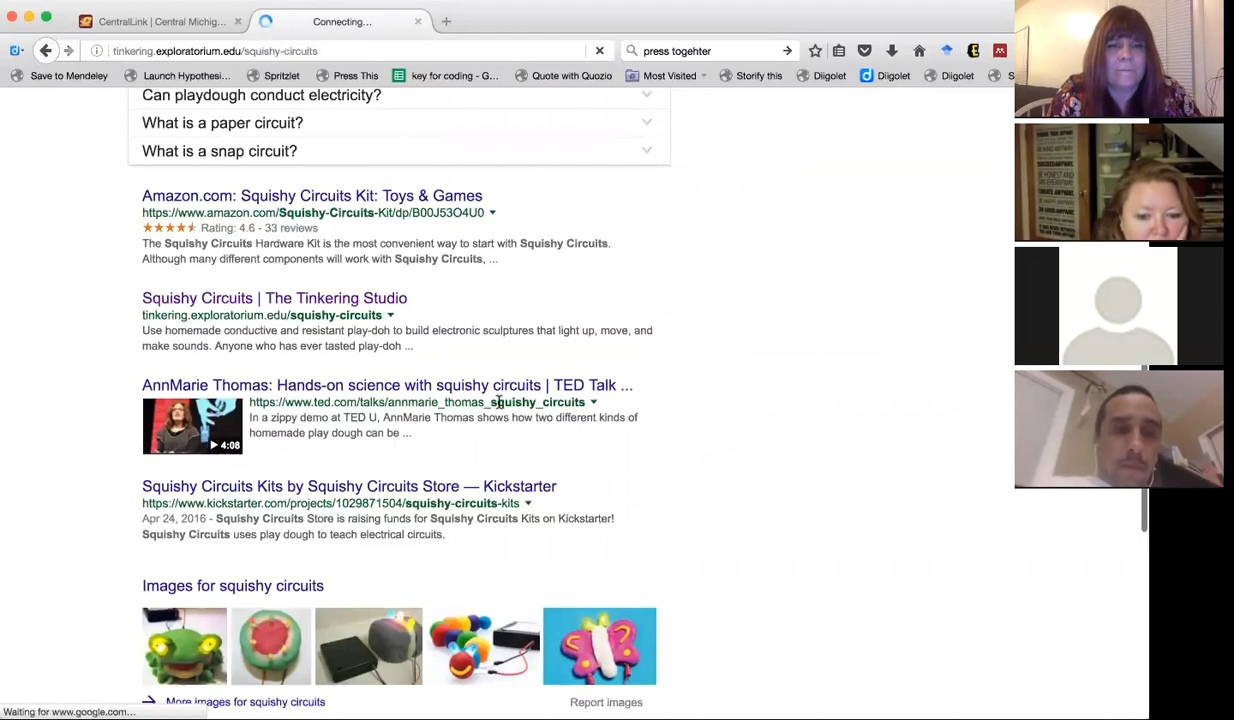 CentralLink | Central Michig...
Connecting...
tinkering.exploratorium.edu/squishy-circuits
press togehter
Save to Mendeley
Launch Hypothesi...
Spritzlet
Press This
key for coding - G...
Quote with Quozio
Most Visited
Storify this
Diigolet
Diigolet
Diigolet
S
Can playdough conduct electricity?
What is a paper circuit?
What is a snap circuit?
Amazon.com: Squishy Circuits Kit: Toys & Games
https://www.amazon.com/Squishy-Circuits-Kit/dp/B00J53O4U0
Rating: 4.6 - 33 reviews
The Squishy Circuits Hardware Kit is the most convenient way to start with Squishy Circuits.
Although many different components will work with Squishy Circuits, ...
Squishy Circuits | The Tinkering Studio
tinkering.exploratorium.edu/squishy-circuits
Use homemade conductive and resistant play-doh to build electronic sculptures that light up, move, and
make sounds. Anyone who has ever tasted play-doh ...
AnnMarie Thomas: Hands-on science with squishy circuits | TED Talk ...
https://www.ted.com/talks/annmarie_thomas_squishy_circuits
In a zippy demo at TED U, AnnMarie Thomas shows how two different kinds of
homemade play dough can be ...
4:08
Squishy Circuits Kits by Squishy Circuits Store — Kickstarter
https://www.kickstarter.com/projects/1029871504/squishy-circuits-kits
Apr 24, 2016 - Squishy Circuits Store is raising funds for Squishy Circuits Kits on Kickstarter!
Squishy Circuits uses play dough to teach electrical circuits.
Images for squishy circuits
More images for squishy circuits
Report images
Waiting for www.google.com...